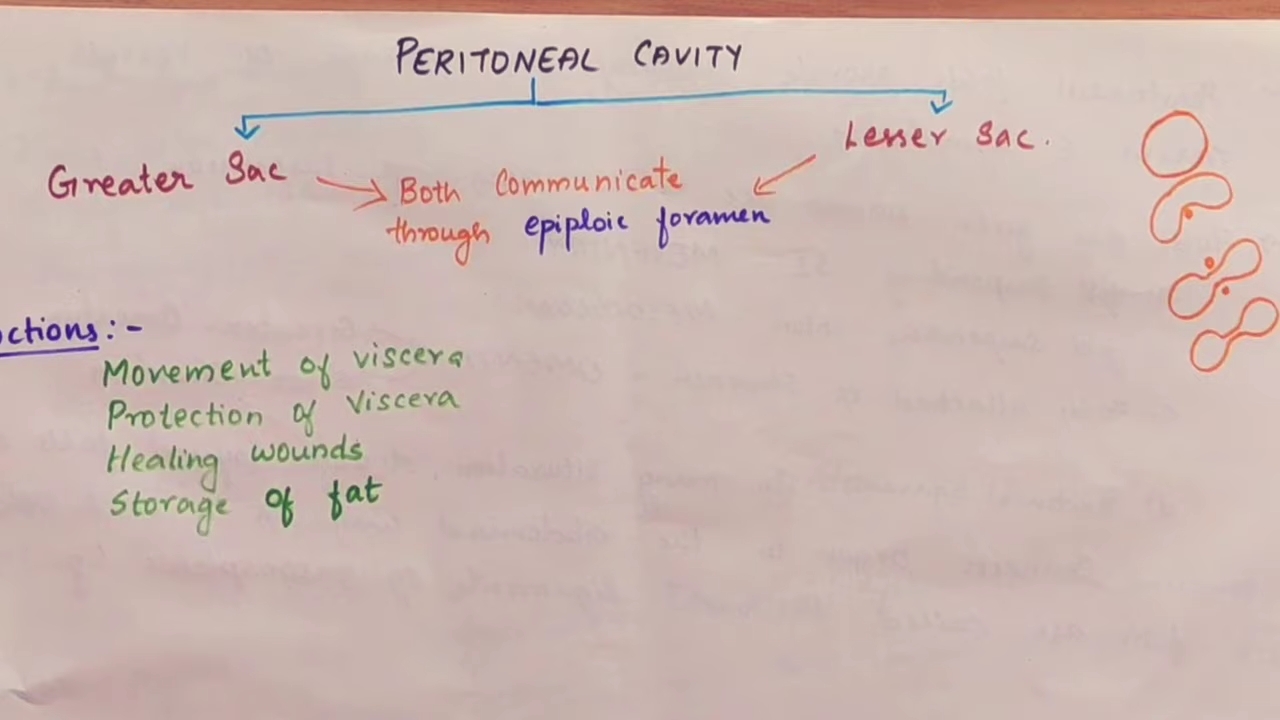 PERITONEAL CAVITY
Greater Sac
Lesser Sac.
Both Communicate
through epiploic foramen
ctions:-
Movement of viscera
Protection of Viscera
Healing wounds
Storage of fat